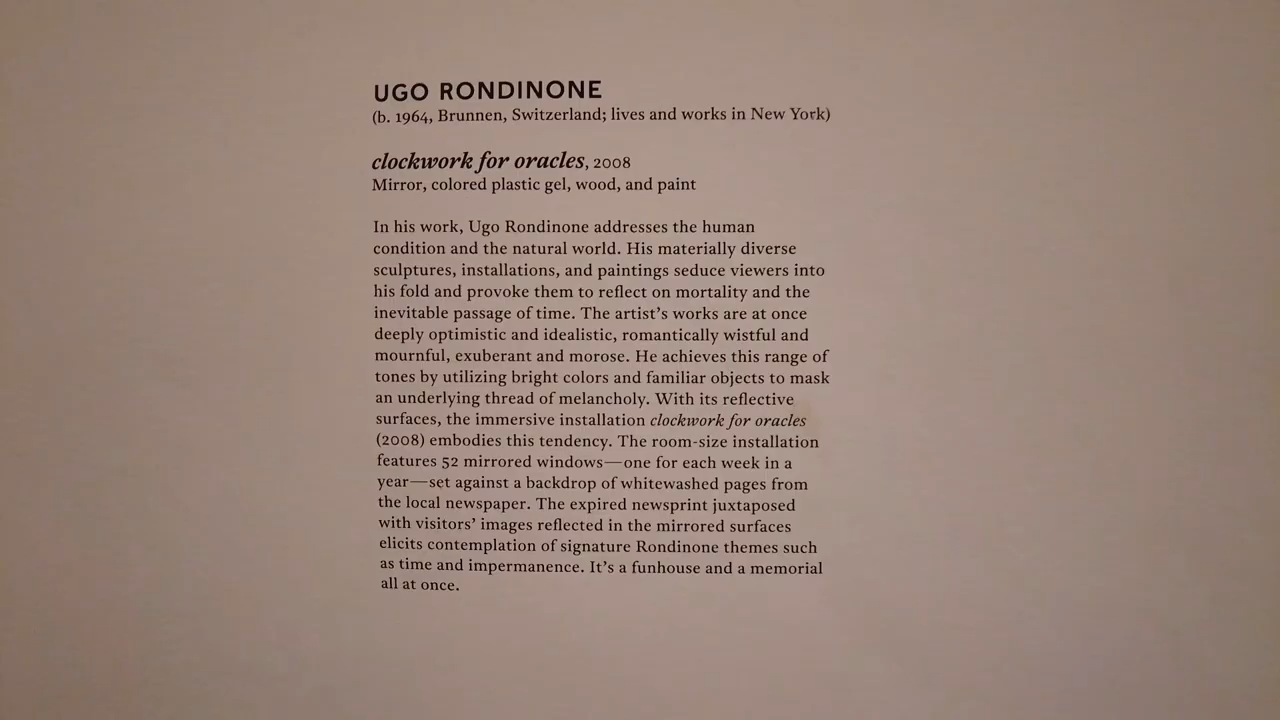 UGO RONDINONE
(b. 1964, Brunnen, Switzerland; lives and works in New York)
clockwork for oracles, 2008
Mirror, colored plastic gel, wood, and paint
In his work, Ugo Rondinone addresses the human
condition and the natural world. His materially diverse
sculptures, installations, and paintings seduce viewers into
his fold and provoke them to reflect on mortality and the
inevitable passage of time. The artist’s works are at once
deeply optimistic and idealistic, romantically wistful and
mournful, exuberant and morose. He achieves this range of
tones by utilizing bright colors and familiar objects to mask
an underlying thread of melancholy. With its reflective
surfaces, the immersive installation clockwork for oracles
(2008) embodies this tendency. The room-size installation
features 52 mirrored windows—one for each week in a
year—set against a backdrop of whitewashed pages from
the local newspaper. The expired newsprint juxtaposed
with visitors’ images reflected in the mirrored surfaces
elicits contemplation of signature Rondinone themes such
as time and impermanence. It’s a funhouse and a memorial
all at once.